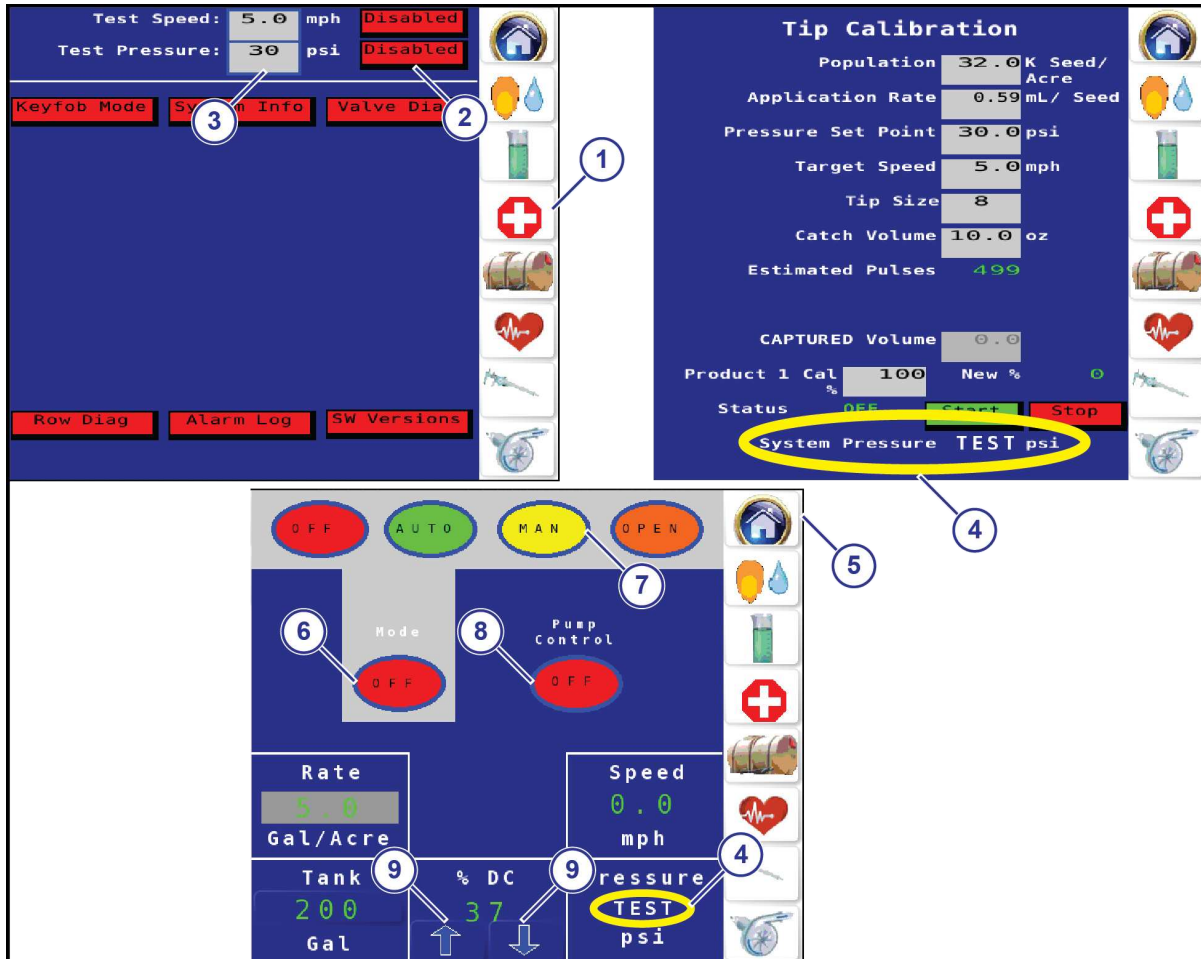 Test Speed: 5.0 mph Disabled
Test Pressure: 30 psi Disabled
Keyfob Mode Info
3
2
1
Row Diag Alarm Log SW Versions
Tip Calibration
Population 32.0 K Seed/
Acre
Application Rate 0.59 mL/ Seed
Pressure Set Point 30.0 psi
Target Speed 5.0 mph
Tip Size 8
Catch Volume 10.0 oz
Estimated Pulses 499
CAPTURED Volume 0.0
Product 1 Cal 100 New % 0
%
Status OFF Start Stop
System Pressure TEST psi
4
OFF AUTO MAN OPEN
5
7
6 Mode 8 Pump
Control
OFF OFF
Rate Speed
5.0 0.0
Gal/Acre mph
Tank 9 % DC 9 4
200 37 TEST
Gal psi